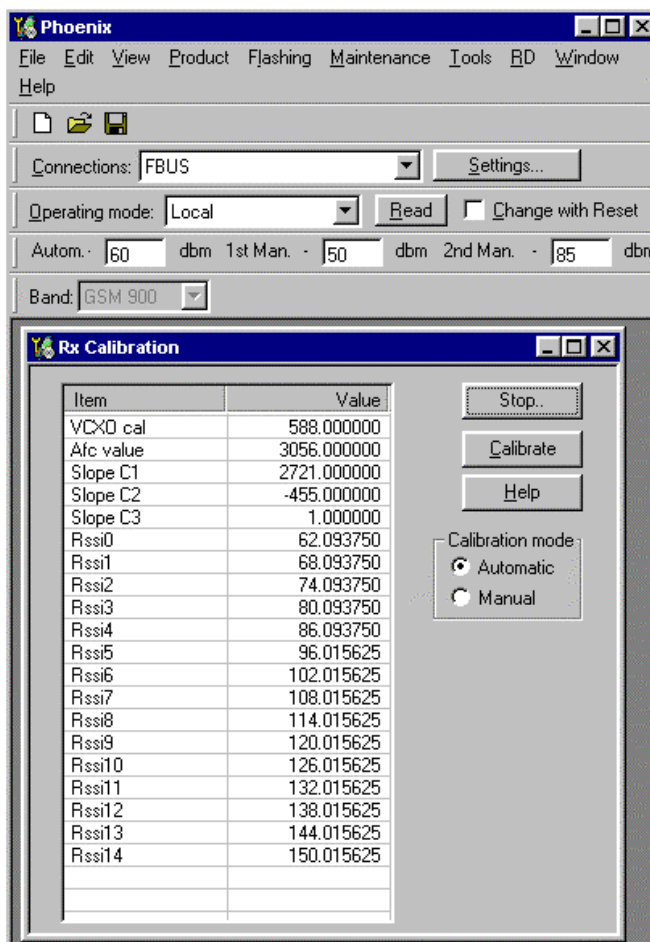 Phoenix
File Edit View Product Flashing Maintenance Tools RD Window
Help
Connections: FBUS Settings...
Operating mode: Local Read Change with Reset
Autom.- 60 dbm 1st Man. - 50 dbm 2nd Man. - 85 dbm
Band: GSM 900
Rx Calibration
Item Value
VCXO cal 588.000000
Afc value 3056.000000
Slope C1 2721.000000
Slope C2 -455.000000
Slope C3 1.000000
Rssi0 62.093750
Rssi1 68.093750
Rssi2 74.093750
Rssi3 80.093750
Rssi4 86.093750
Rssi5 96.015625
Rssi6 102.015625
Rssi7 108.015625
Rssi8 114.015625
Rssi9 120.015625
Rssi10 126.015625
Rssi11 132.015625
Rssi12 138.015625
Rssi13 144.015625
Rssi14 150.015625
Stop..
Calibrate
Help
Calibration mode
Automatic
Manual